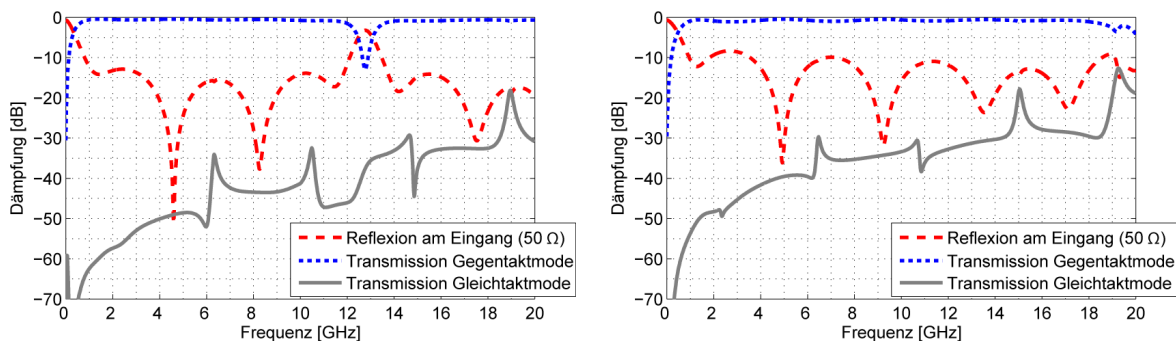 Dämpfung [dB]
0
−10
−20
−30
−40
−50
−60
−70
Reflexion am Eingang (50 Ω)
Transmission Gegentaktmode
Transmission Gleichtaktmode
0 2 4 6 8 10 12 14 16 18 20
Frequenz [GHz]
Dämpfung [dB]
0
−10
−20
−30
−40
−50
−60
−70
Reflexion am Eingang (50 Ω)
Transmission Gegentaktmode
Transmission Gleichtaktmode
0 2 4 6 8 10 12 14 16 18 20
Frequenz [GHz]